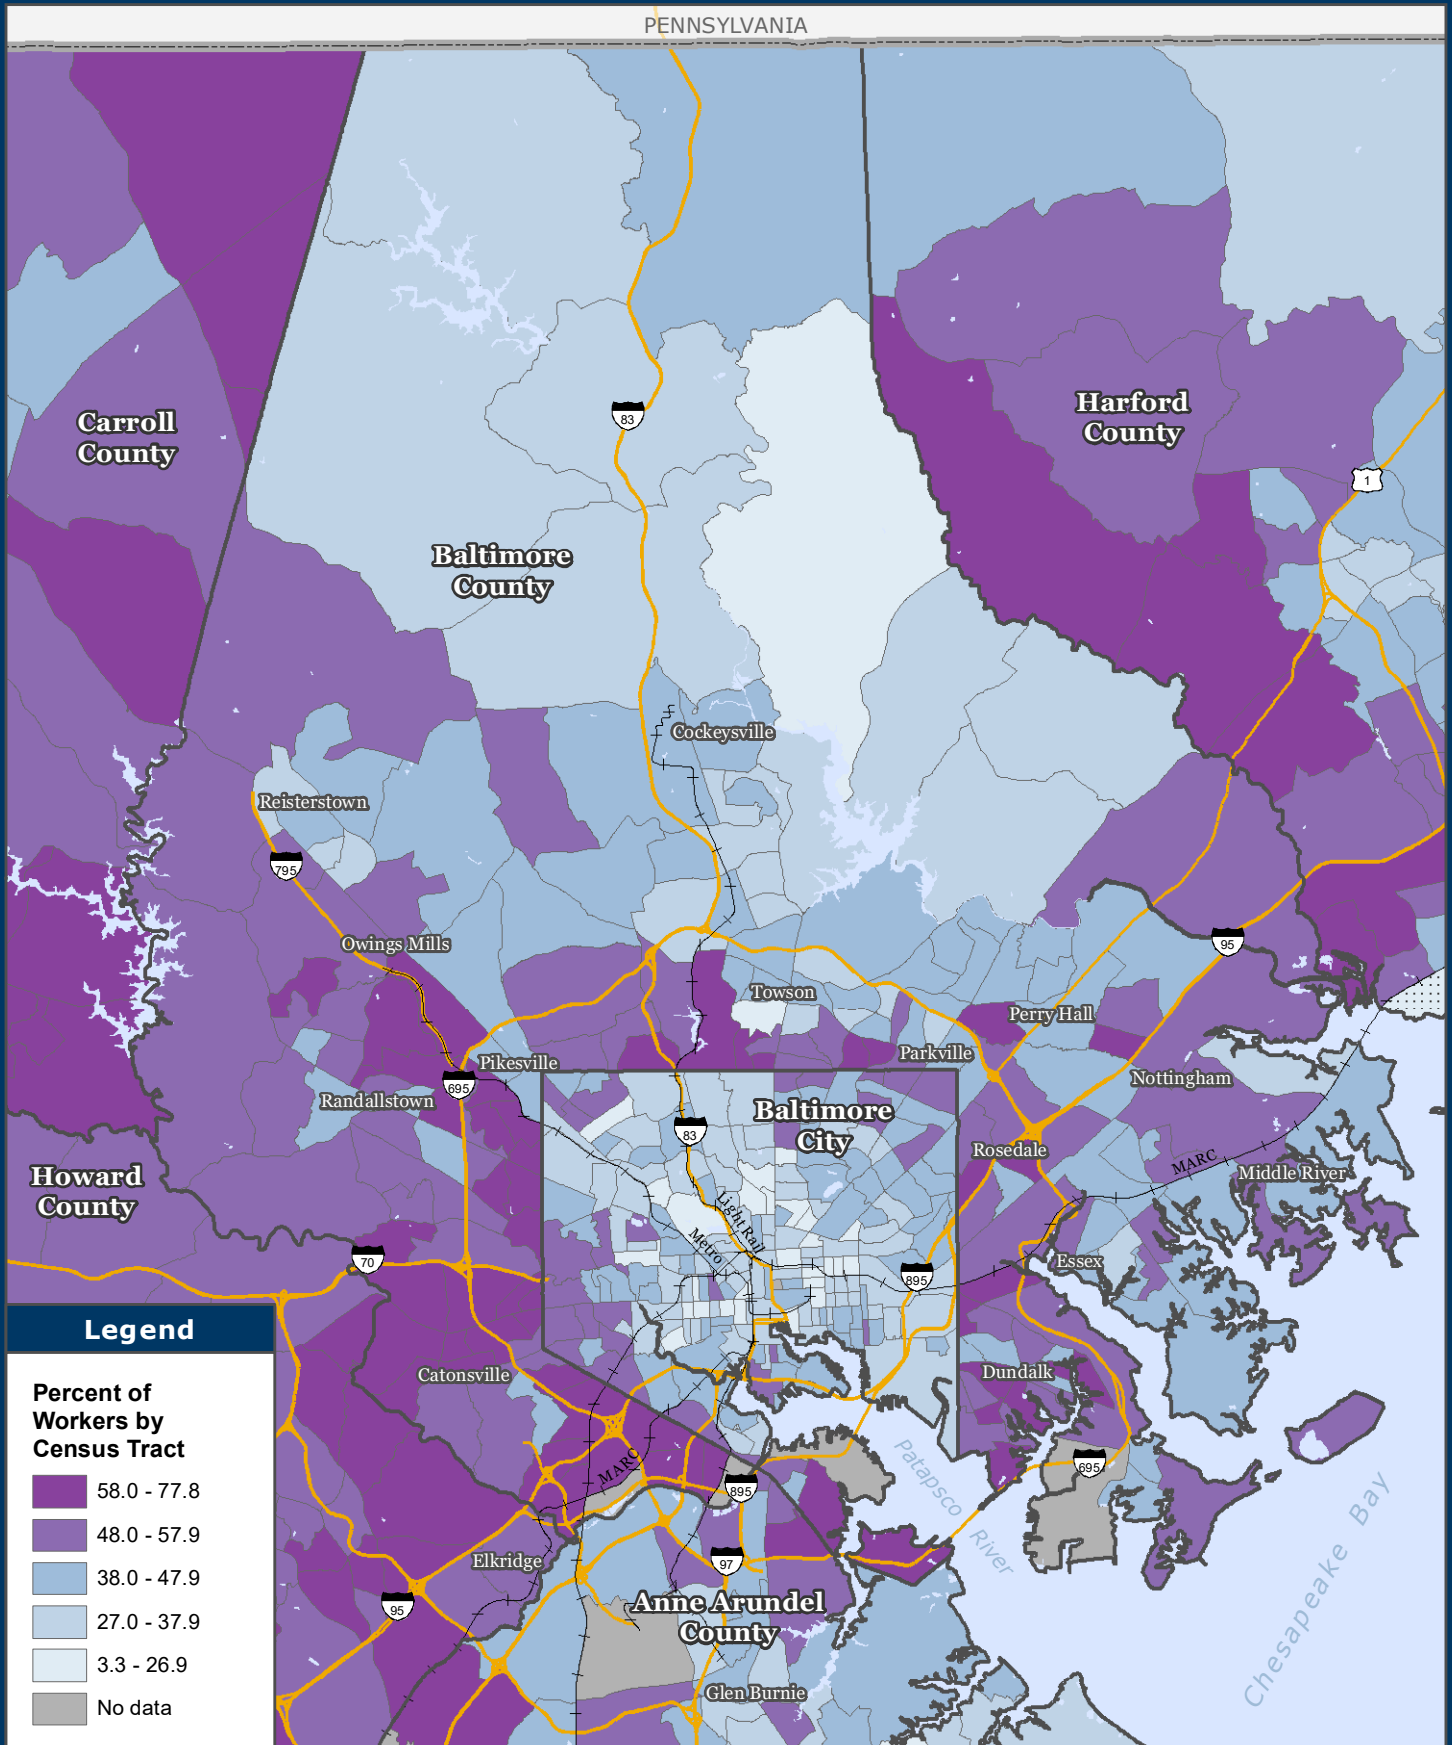 PENNSYLVANIA
Carroll
County
Harford
County
83
1
Baltimore
County
Cockeysville
Reisterstown
795
Owings Mills
95
Towson
Perry Hall
Parkville
Pikesville
Nottingham
695
Randallstown
Baltimore
City
83
Rosedale
MARC
Middle River
Howard
County
Light Rail
Metro
70
895
Essex
Legend
Catonsville
Dundalk
Percent of
Workers by
Census Tract
58.0 - 77.8
48.0 - 57.9
38.0 - 47.9
27.0 - 37.9
3.3 - 26.9
No data
MARC
895
695
Patapsco River
Chesapeake Bay
Elkridge
97
95
Anne Arundel
County
Glen Burnie